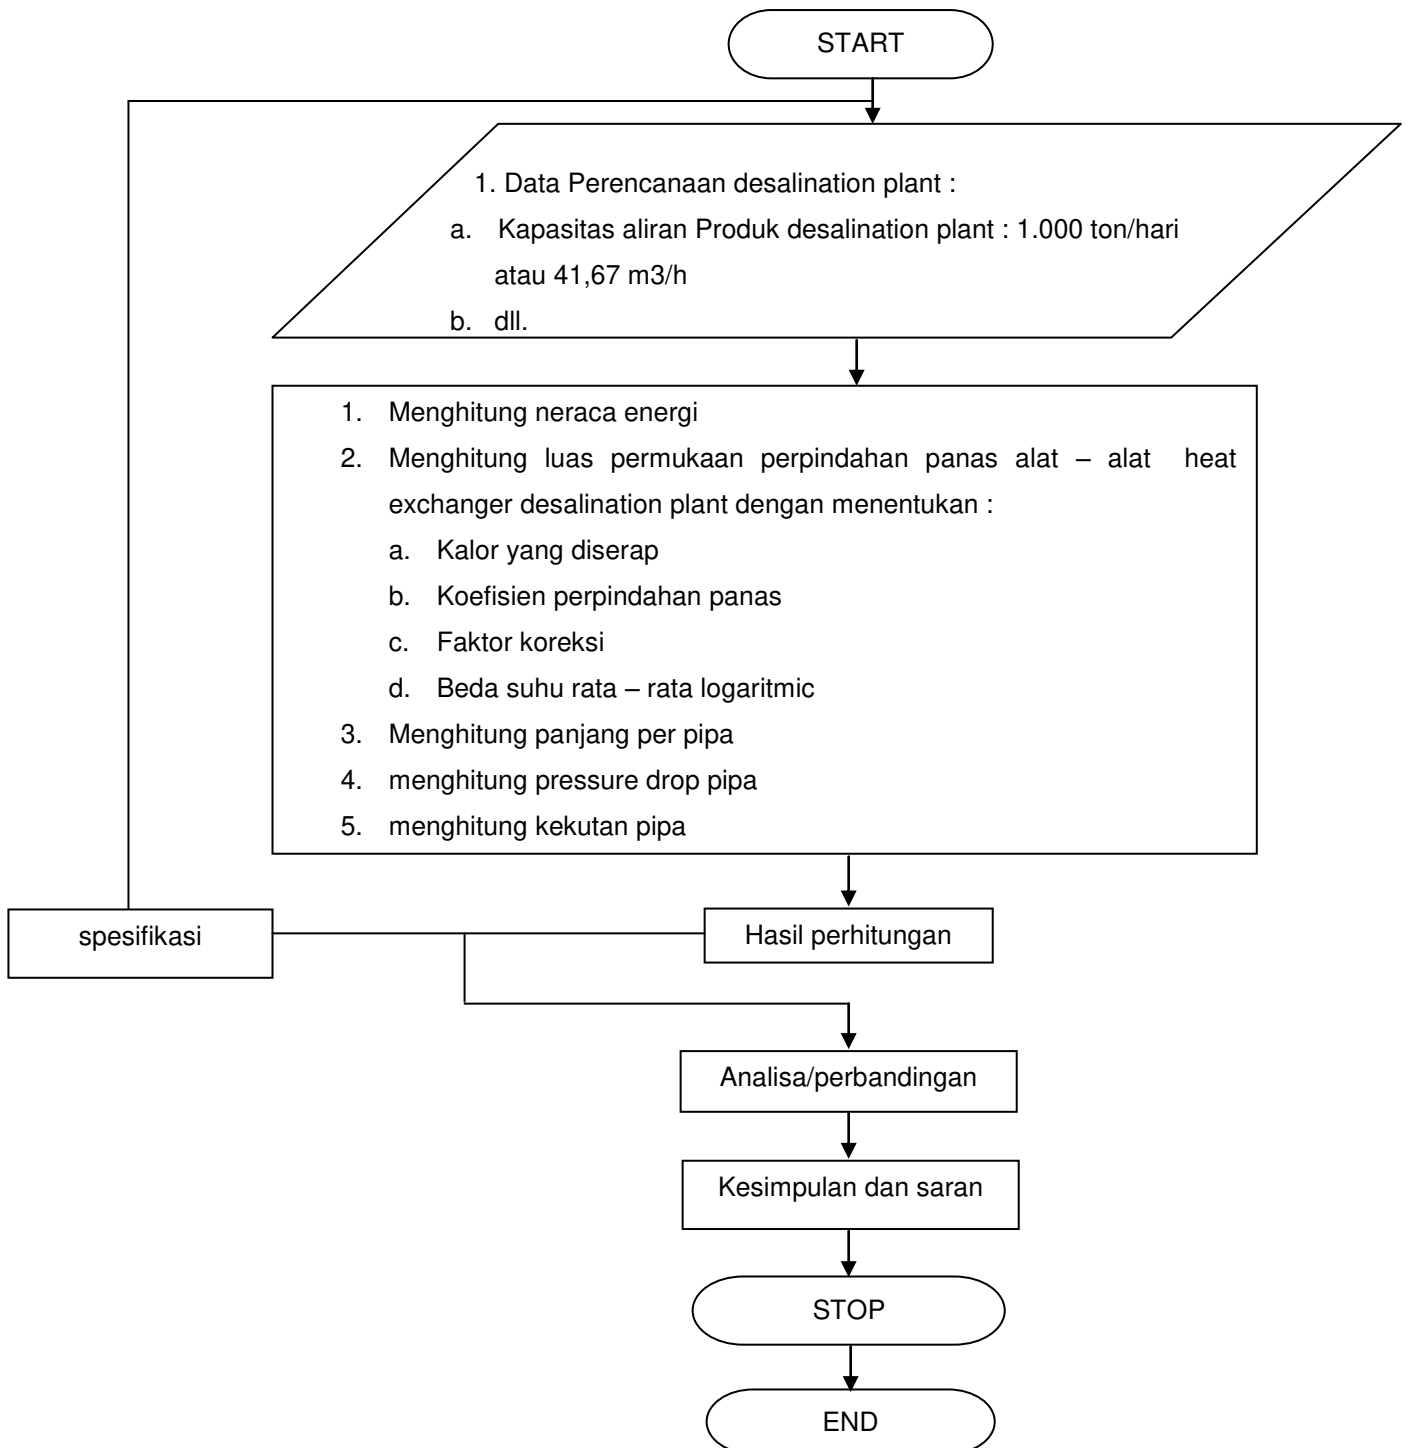 START
1. Data Perencanaan desalination plant :
a. Kapasitas aliran Produk desalination plant : 1.000 ton/hari
atau 41,67 m3/h
b. dll.
1. Menghitung neraca energi
2. Menghitung luas permukaan perpindahan panas alat – alat heat
exchanger desalination plant dengan menentukan :
a. Kalor yang diserap
b. Koefisien perpindahan panas
c. Faktor koreksi
d. Beda suhu rata – rata logaritmic
3. Menghitung panjang per pipa
4. menghitung pressure drop pipa
5. menghitung kekutan pipa
spesifikasi
Hasil perhitungan
Analisa/perbandingan
Kesimpulan dan saran
STOP
END